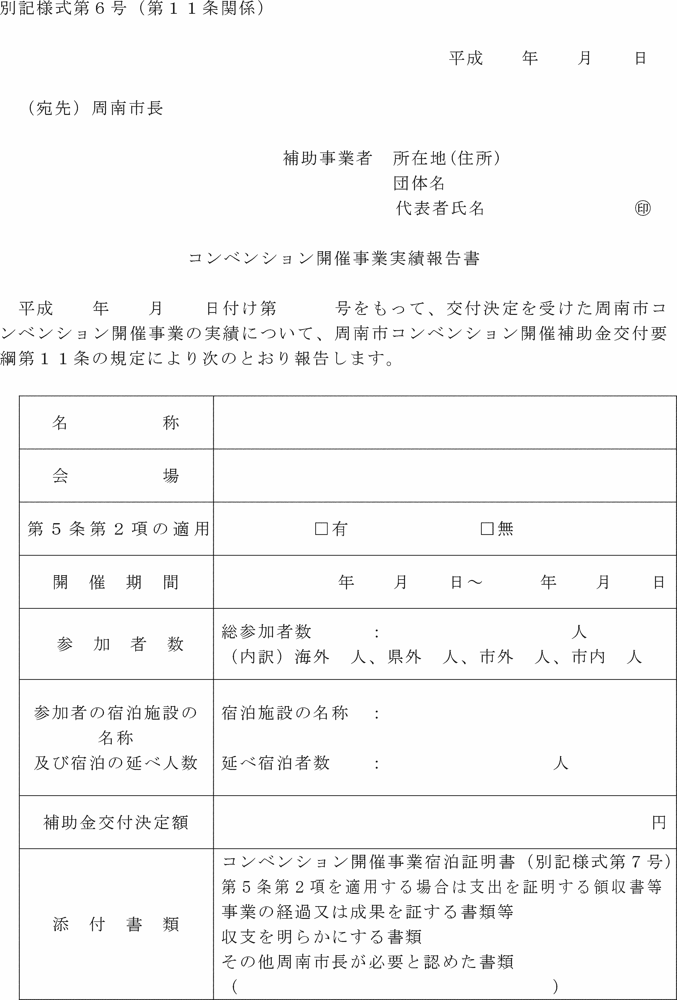 別記様式第６号（第１１条関係）
平成　　年　　月　　日
（宛先）周南市長
補助事業者　所在地(住所)
団体名
代表者氏名　　　　　　　　㊞
コンベンション開催事業実績報告書
平成　　年　　月　　日付け第　　　号をもって、交付決定を受けた周南市コ
ンベンション開催事業の実績について、周南市コンベンション開催補助金交付要
綱第１１条の規定により次のとおり報告します。
名　　　　　称
会　　　　　場
第５条第２項の適用　　　□有　　　　　　　□無
開　催　期　間　　　年　　月　　日～　　　年　　月　　日
参　加　者　数
総参加者数　　　：　　　　　　　　　　人
（内訳）海外　人、県外　人、市外　人、市内　人
参加者の宿泊施設の
名称
及び宿泊の延べ人数
宿泊施設の名称　：
延べ宿泊者数　　：　　　　　　　　　人
補助金交付決定額　　　　　　　　　　円
添　付　書　類
コンベンション開催事業宿泊証明書（別記様式第７号）
第５条第２項を適用する場合は支出を証明する領収書等
事業の経過又は成果を証する書類等
収支を明らかにする書類
その他周南市長が必要と認めた書類
（　　　　　　　　　　　　　　　　　）